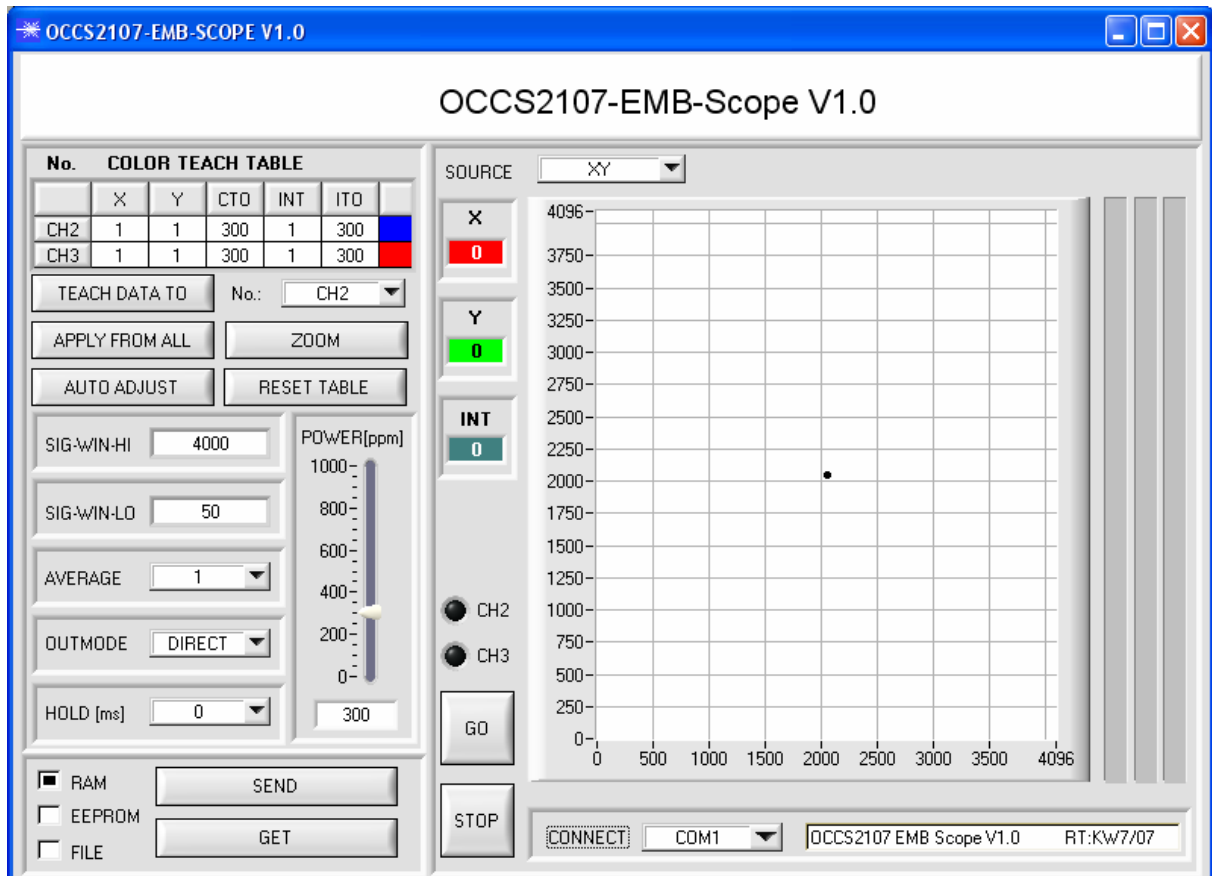 OCCS2107-EMB-SCOPE V1.0
OCCS2107-EMB-Scope V1.0
No. COLOR TEACH TABLE
X Y CTO INT ITO
CH2 1 1 300 1 300
CH3 1 1 300 1 300
TEACH DATA TO No.: CH2
APPLY FROM ALL ZOOM
AUTO ADJUST RESET TABLE
SIG-WIN-HI 4000
SIG-WIN-LO 50
AVERAGE 1
OUTMODE DIRECT
HOLD [ms] 0
POWER[ppm]
1000
800
600
400
200
0
300
RAM
EEPROM
FILE
SEND
GET
SOURCE XY
X
0
Y
0
INT
0
CH2
CH3
GO
STOP
4096
3750
3500
3250
3000
2750
2500
2250
2000
1750
1500
1250
1000
750
500
250
0
0 500 1000 1500 2000 2500 3000 3500 4096
CONNECT COM1 OCCS2107 EMB Scope V1.0 RT:KW7/07